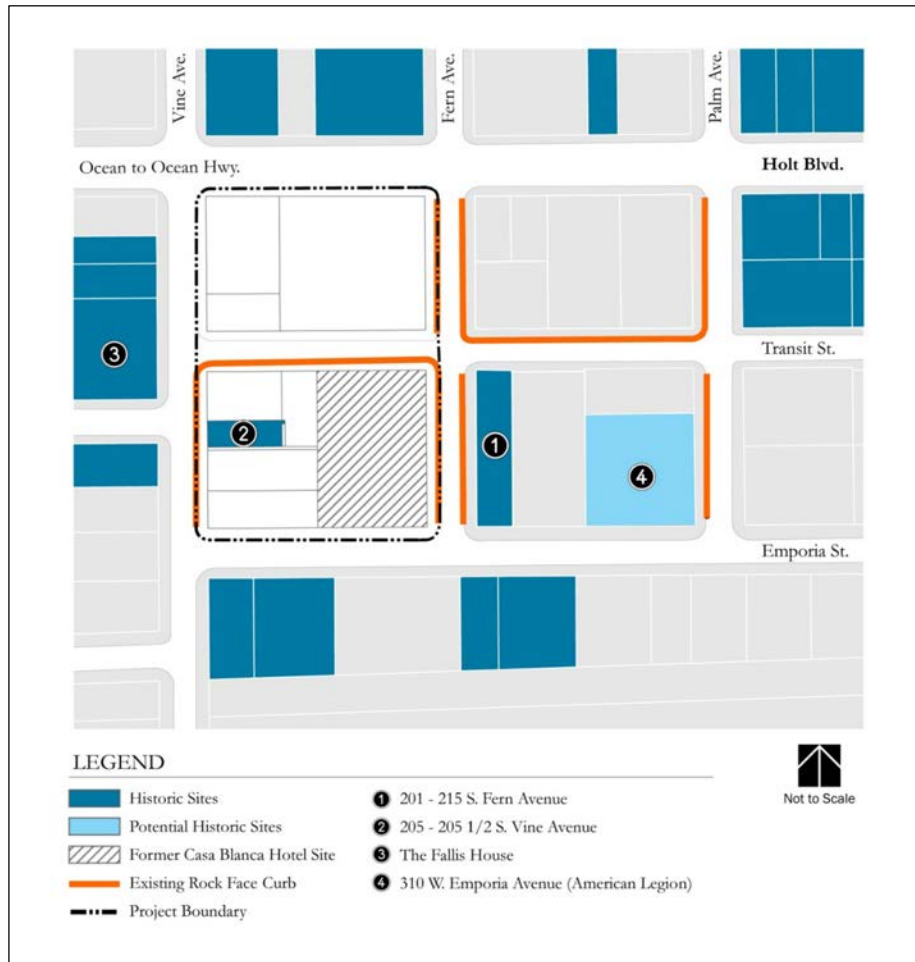 Vine Ave.
Fern Ave.
Palm Ave.
Ocean to Ocean Hwy.
Holt Blvd.
3
Transit St.
2
1
4
Emporia St.
LEGEND
Historic Sites
Potential Historic Sites
Former Casa Blanca Hotel Site
Existing Rock Face Curb
Project Boundary
1 201 - 215 S. Fern Avenue
2 205 - 205 1/2 S. Vine Avenue
3 The Fallis House
4 310 W. Emporia Avenue (American Legion)
Not to Scale